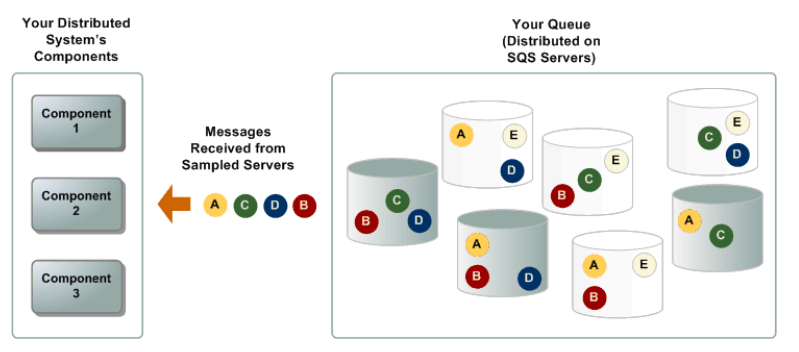 Your Distributed
System's
Components
Component
1
Component
2
Component
3
Messages
Received from
Sampled Servers
A C D B
Your Queue
(Distributed on
SQS Servers)
A E
D
E
C
B
E
C
D
C
B D
A
B D
A E
B
A
C